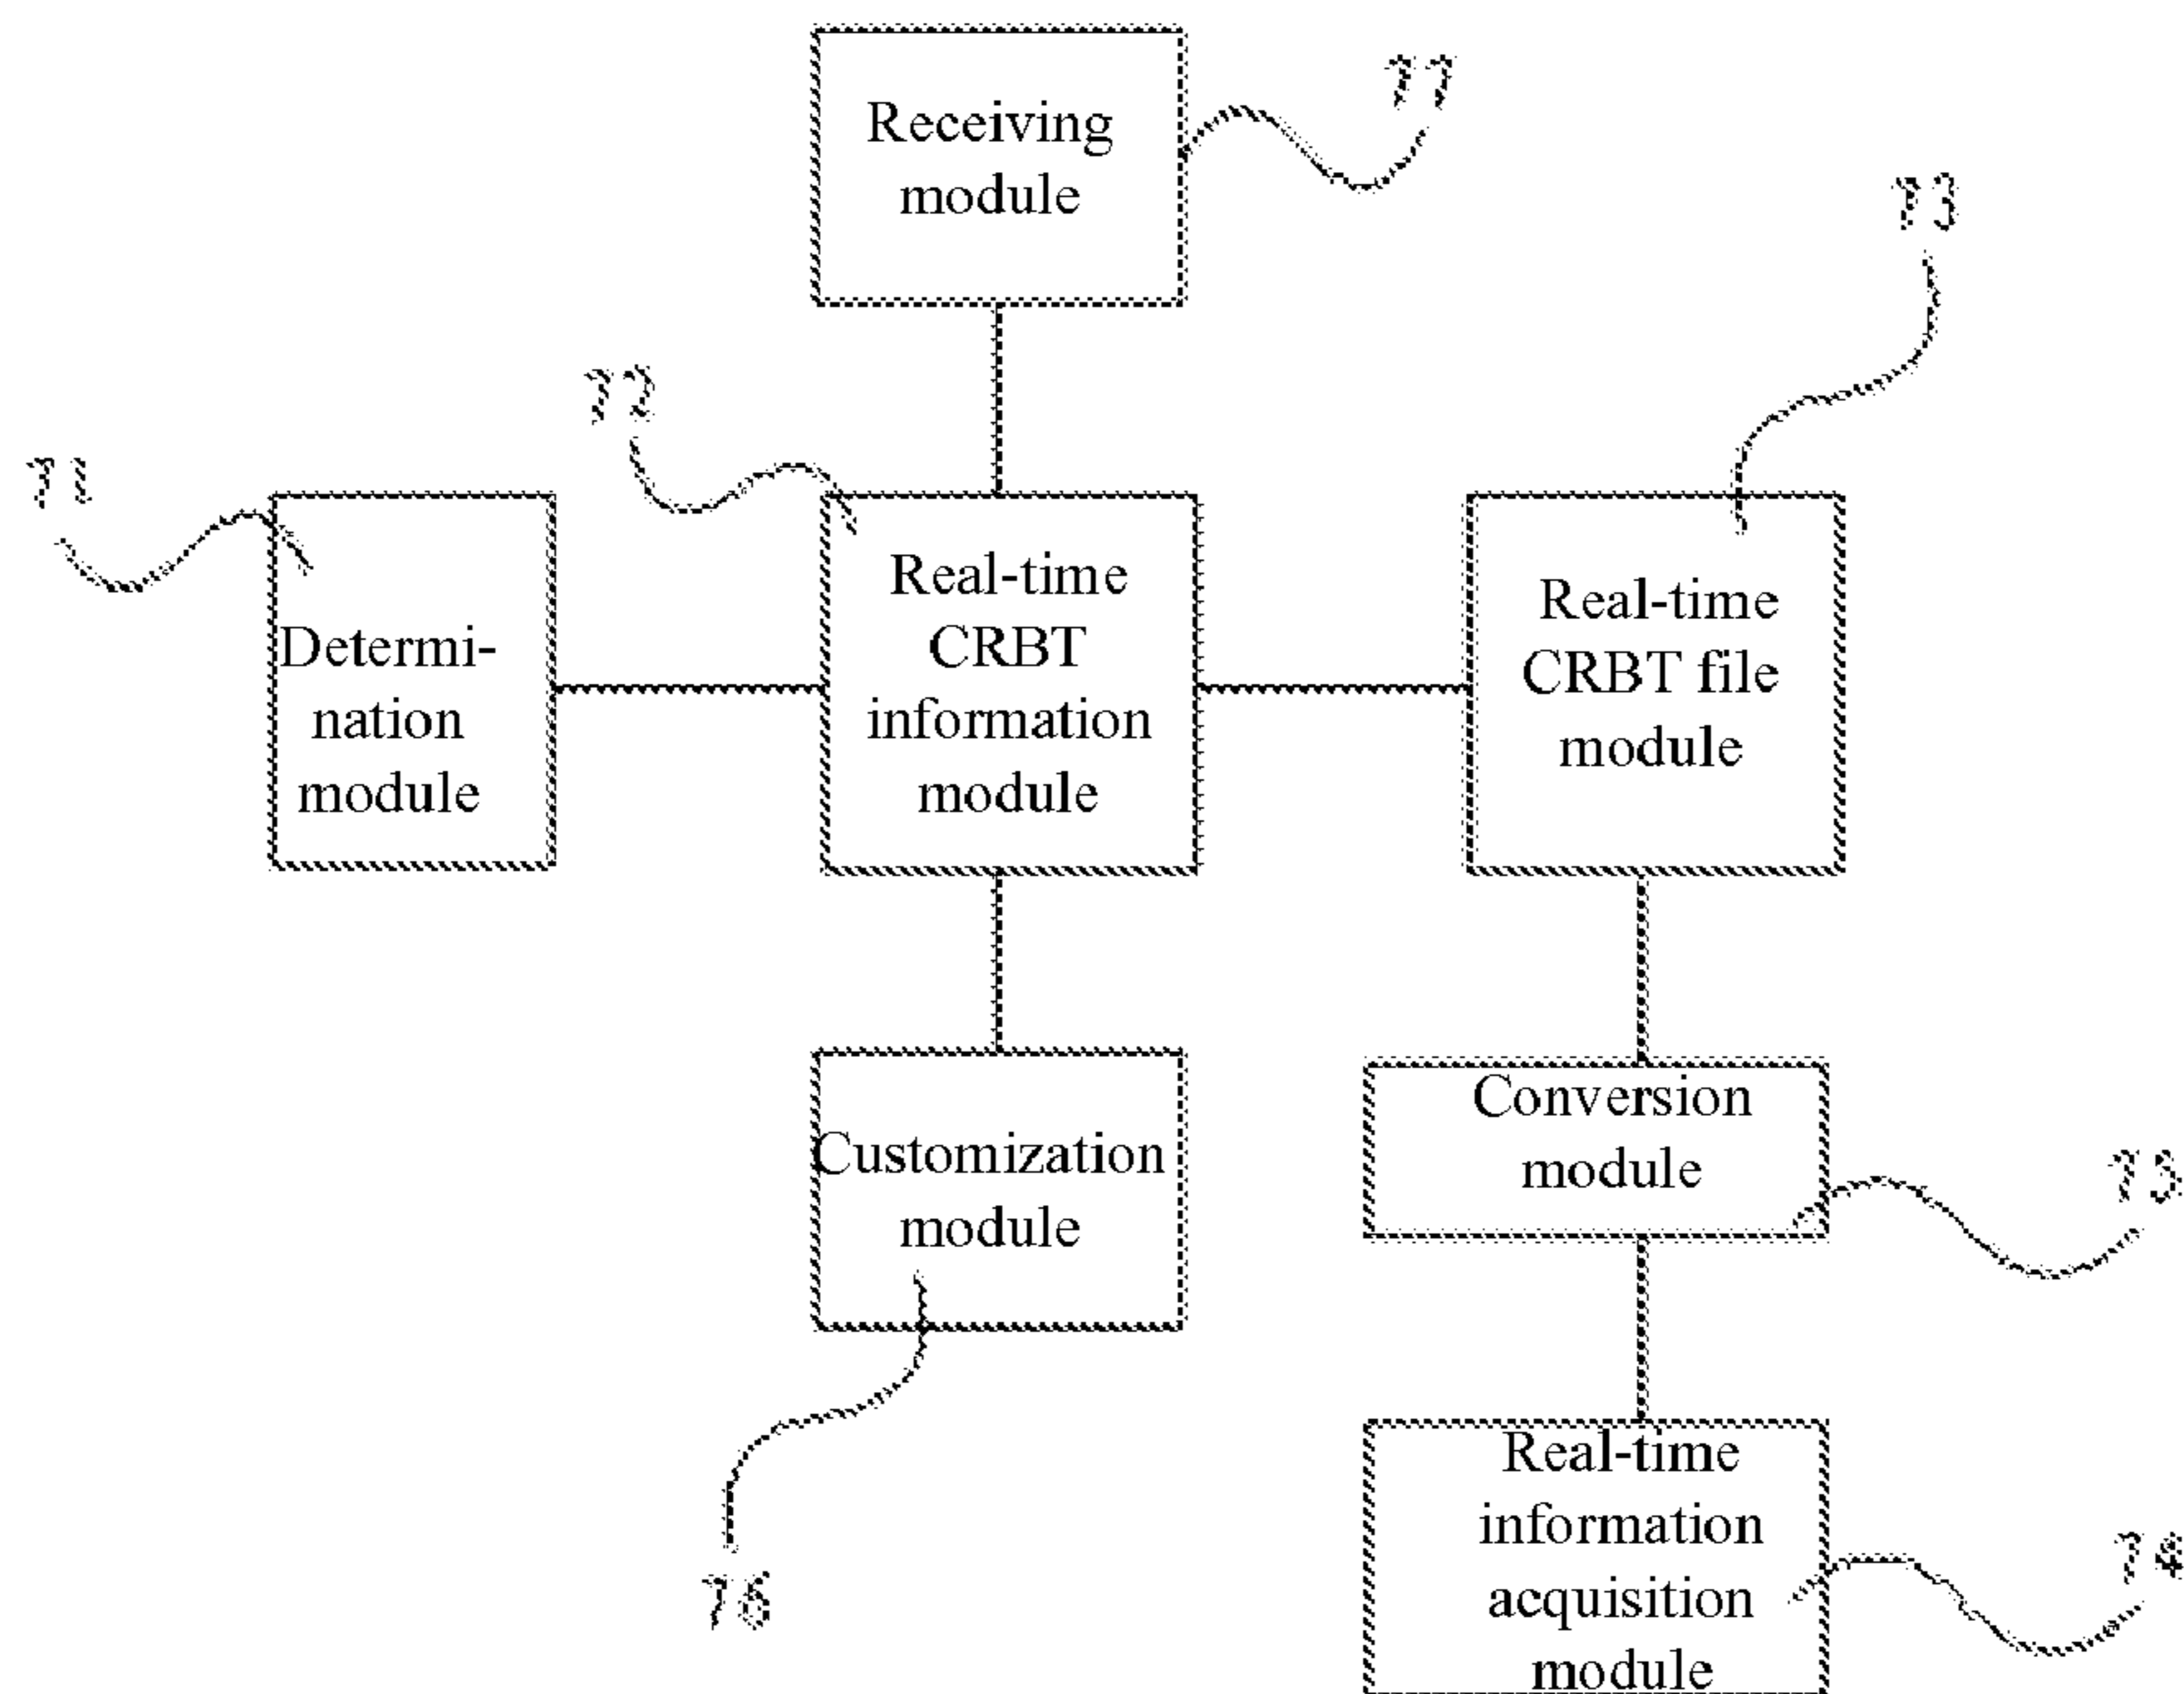 Receiving
module
77
73
72
71
Determi-
nation
module
Real-time
CRBT
information
module
Real-time
CRBT file
module
Customization
module
Conversion
module
75
76
Real-time
information
acquisition
module
74